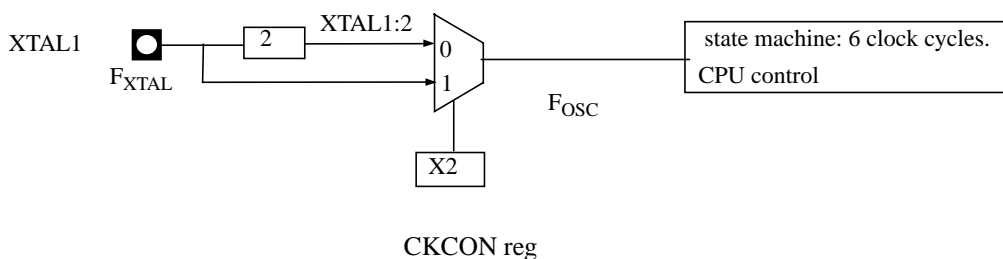 XTAL1
F_XTAL
2
XTAL1:2
0
1
X2
CKCON reg
F_OSC
state machine: 6 clock cycles.
CPU control